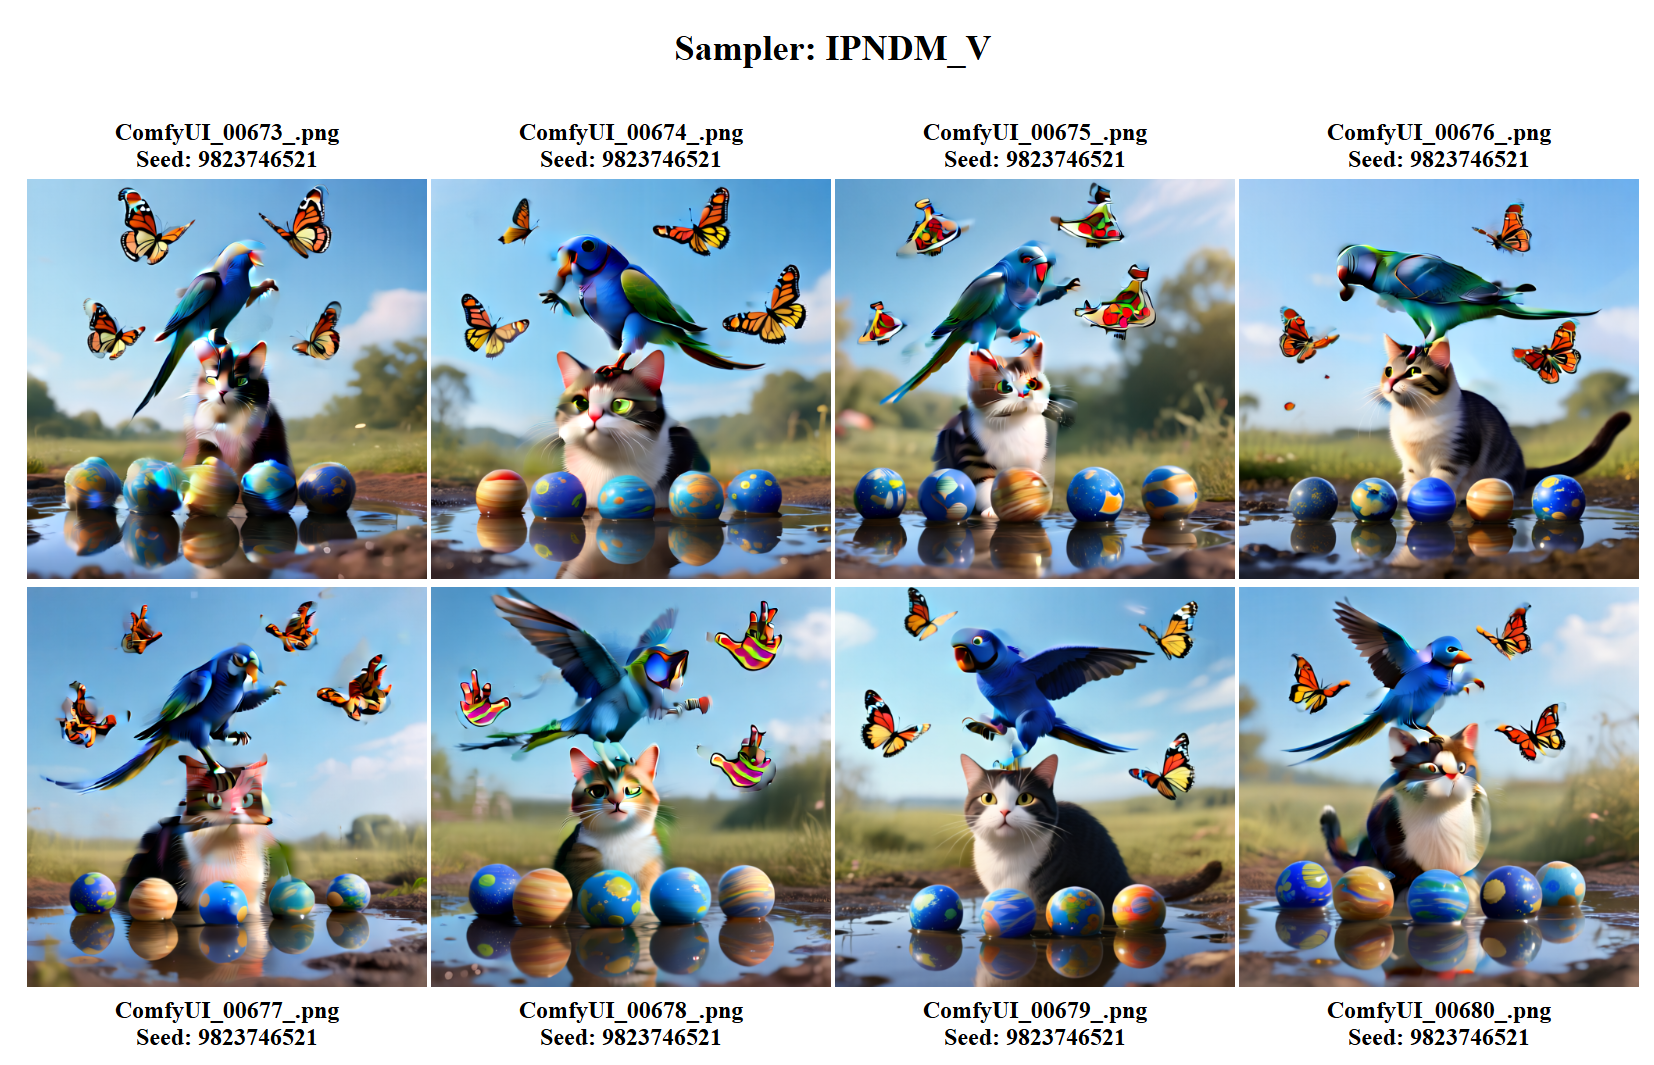 Sampler: IPNDM_V
ComfyUI_00673_.png
Seed: 9823746521
ComfyUI_00674_.png
Seed: 9823746521
ComfyUI_00675_.png
Seed: 9823746521
ComfyUI_00676_.png
Seed: 9823746521
ComfyUI_00677_.png
Seed: 9823746521
ComfyUI_00678_.png
Seed: 9823746521
ComfyUI_00679_.png
Seed: 9823746521
ComfyUI_00680_.png
Seed: 9823746521